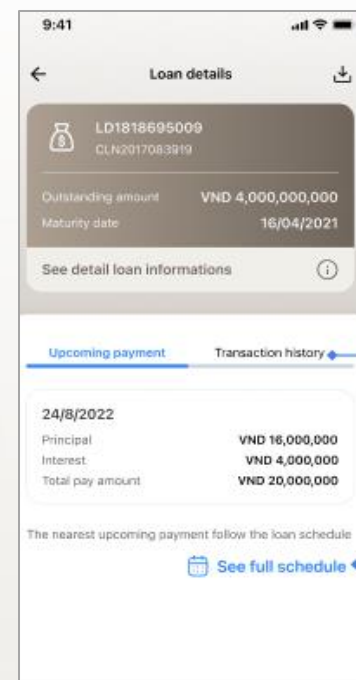 9:41
Loan details
LD1818695009
CLN2017083919
Outstanding amount VND 4,000,000,000
Maturity date 16/04/2021
See detail loan informations
Upcoming payment Transaction history
24/8/2022
Principal VND 16,000,000
Interest VND 4,000,000
Total pay amount VND 20,000,000
The nearest upcoming payment follow the loan schedule
See full schedule